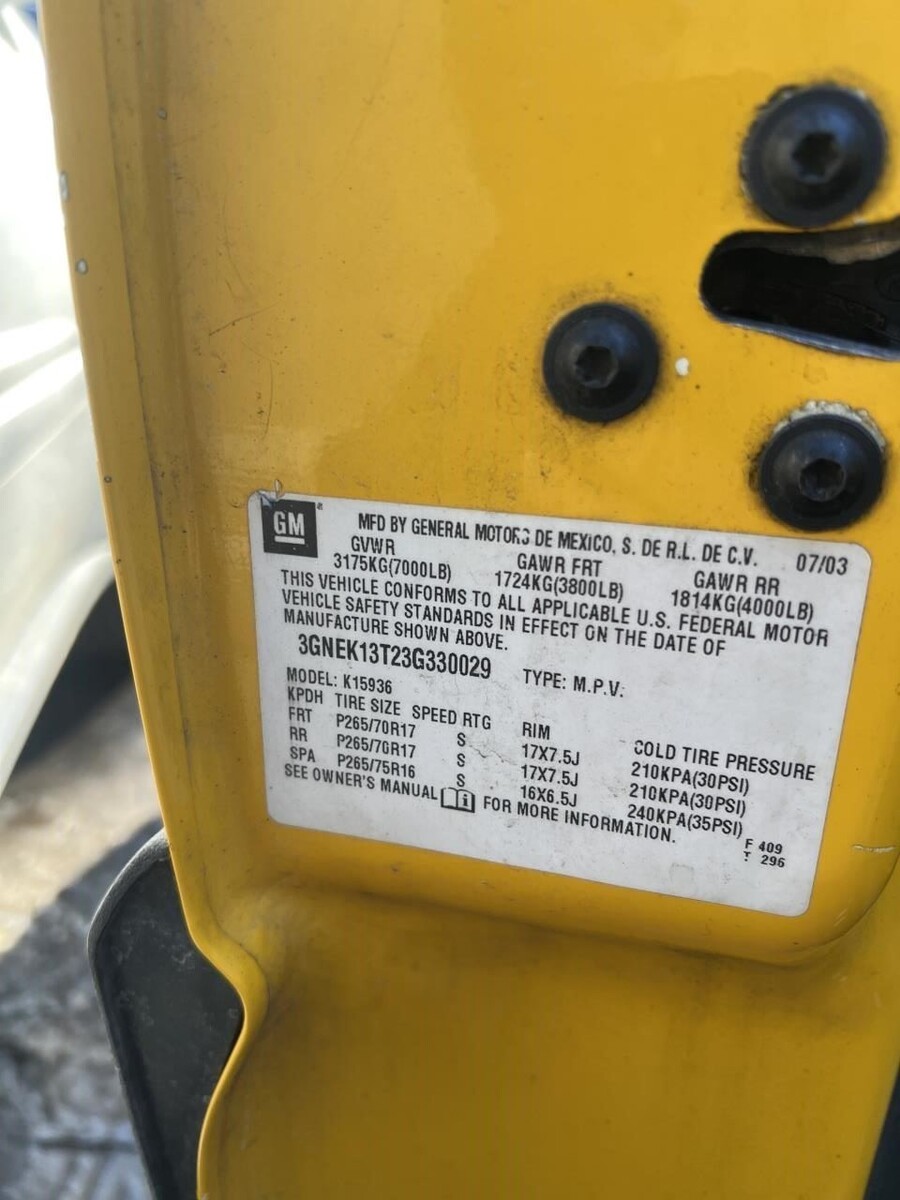 GM MFD BY GENERAL MOTORS DE MEXICO, S. DE R.L. DE C.V. 07/03
GVWR GAWR FRT GAWR RR
3175KG(7000LB) 1724KG(3800LB) 1814KG(4000LB)
THIS VEHICLE CONFORMS TO ALL APPLICABLE U.S. FEDERAL MOTOR
VEHICLE SAFETY STANDARDS IN EFFECT ON THE DATE OF
MANUFACTURE SHOWN ABOVE.
3GNEK13T23G330029 TYPE: M.P.V.
MODEL: K15936
KPDH TIRE SIZE SPEED RTG RIM COLD TIRE PRESSURE
FRT P265/70R17 S 17X7.5J 210KPA(30PSI)
RR P265/70R17 S 17X7.5J 210KPA(30PSI)
SPA P265/75R16 S 16X6.5J 240KPA(35PSI)
SEE OWNER'S MANUAL FOR MORE INFORMATION.
F 409
T 296